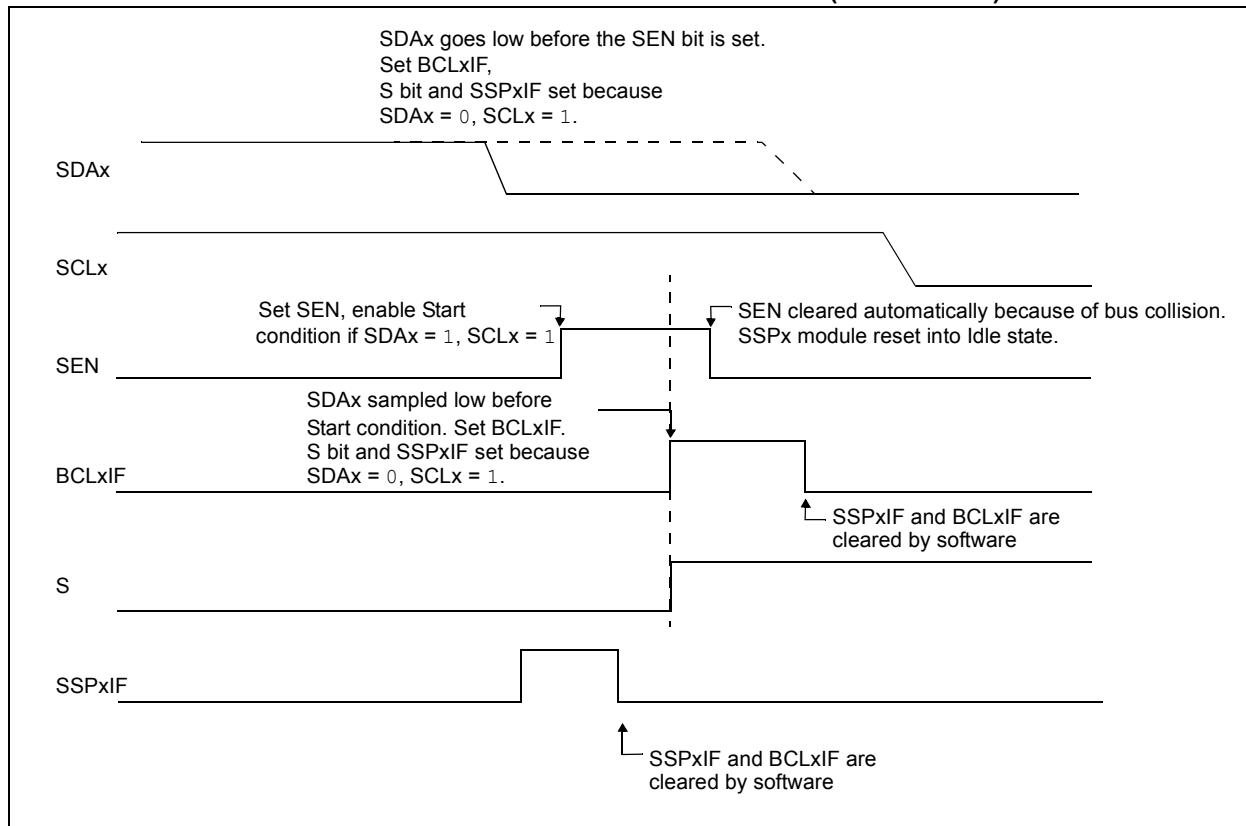 SDAx goes low before the SEN bit is set.
Set BCLxIF,
S bit and SSPxIF set because
SDAx = 0, SCLx = 1.
SDAx
SCLx
Set SEN, enable Start
condition if SDAx = 1, SCLx = 1
SEN cleared automatically because of bus collision.
SSPx module reset into Idle state.
SEN
SDAx sampled low before
Start condition. Set BCLxIF.
S bit and SSPxIF set because
SDAx = 0, SCLx = 1.
BCLxIF
SSPxIF and BCLxIF are
cleared by software
S
SSPxIF
SSPxIF and BCLxIF are
cleared by software